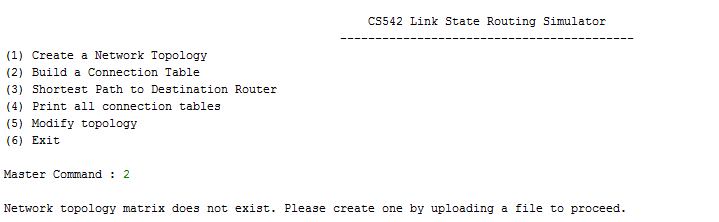 CS542 Link State Routing Simulator
------------------------------------------
(1) Create a Network Topology
(2) Build a Connection Table
(3) Shortest Path to Destination Router
(4) Print all connection tables
(5) Modify topology
(6) Exit
Master Command : 2
Network topology matrix does not exist. Please create one by uploading a file to proceed.